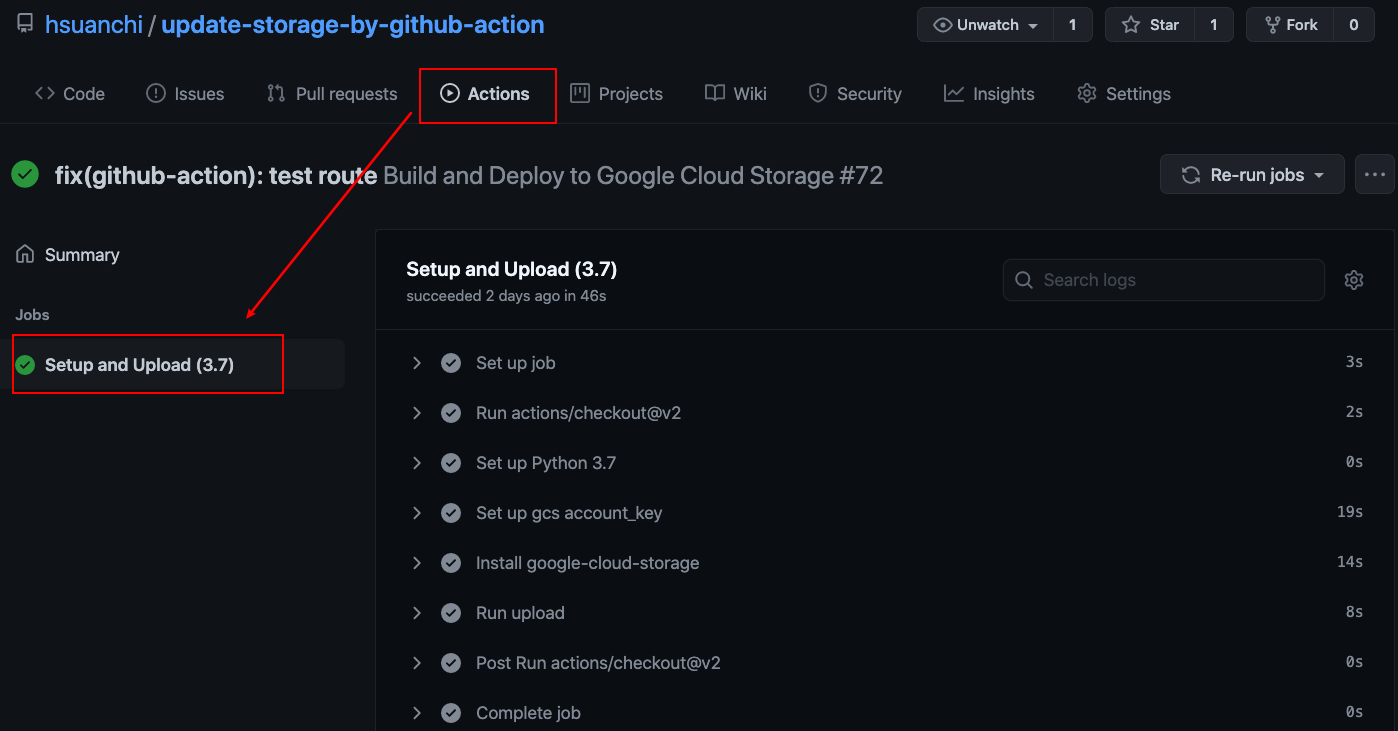 hsuanchi / update-storage-by-github-action
Unwatch 1
Star 1
Fork 0
Code
Issues
Pull requests
Actions
Projects
Wiki
Security
Insights
Settings
fix(github-action): test route Build and Deploy to Google Cloud Storage #72
Re-run jobs
Summary
Jobs
Setup and Upload (3.7)
Setup and Upload (3.7)
succeeded 2 days ago in 46s
Search logs
Set up job 3s
Run actions/checkout@v2 2s
Set up Python 3.7 0s
Set up gcs account_key 19s
Install google-cloud-storage 14s
Run upload 8s
Post Run actions/checkout@v2 0s
Complete job 0s